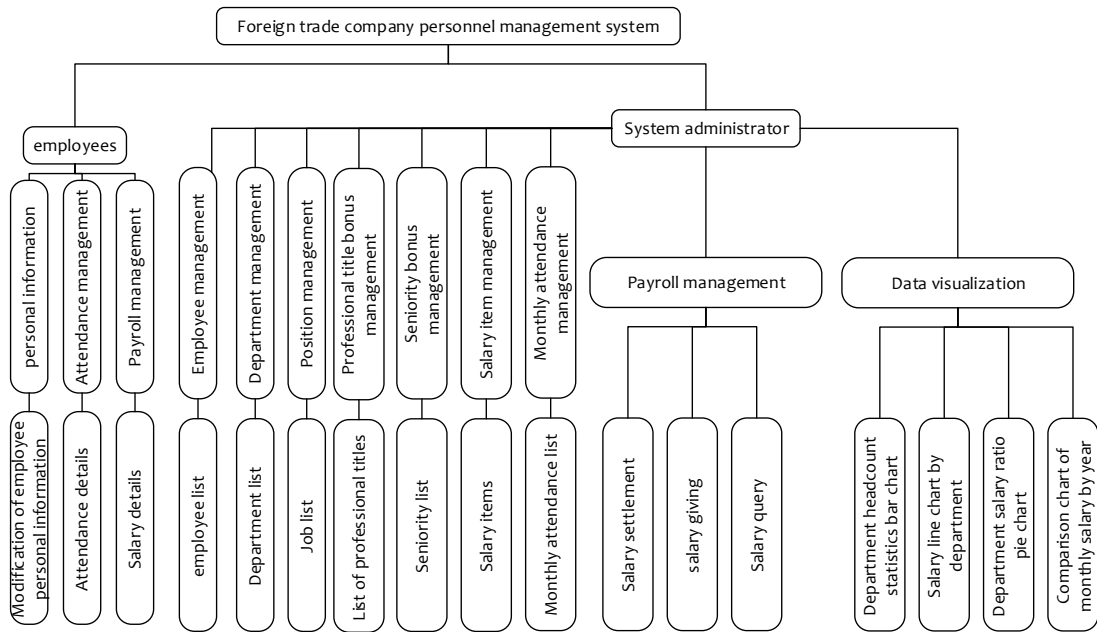 Foreign trade company personnel management system
employees
System administrator
personal information
Attendance management
Payroll management
Employee management
Department management
Position management
Professional title bonus
management
Seniority bonus
management
Salary item management
Monthly attendance
management
Payroll management
Data visualization
Modification of employee
personal information
Attendance details
Salary details
employee list
Department list
Job list
List of professional titles
Seniority list
Salary items
Monthly attendance list
Salary settlement
salary giving
Salary query
Department headcount
statistics bar chart
Salary line chart by
department
Department salary ratio
pie chart
Comparison chart of
monthly salary by year